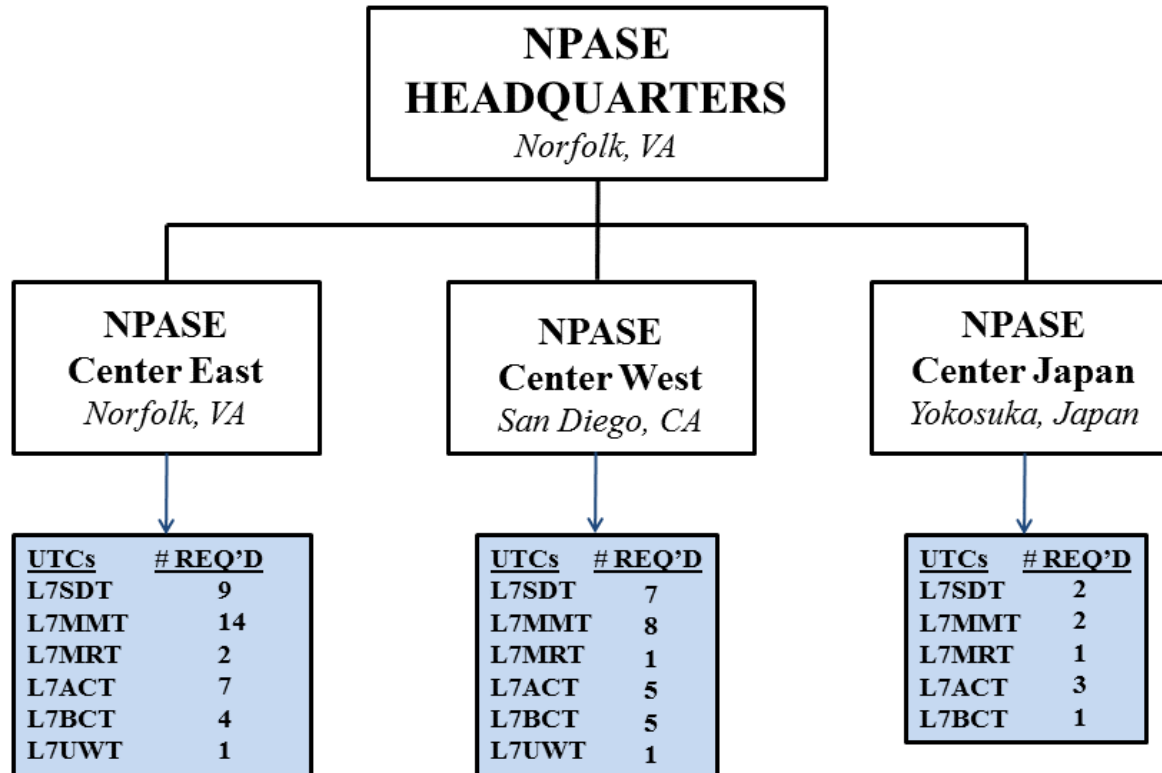 NPASE
HEADQUARTERS
Norfolk, VA
NPASE
Center East
Norfolk, VA
NPASE
Center West
San Diego, CA
NPASE
Center Japan
Yokosuka, Japan
UTCs # REQ’D
L7SDT 9
L7MMT 14
L7MRT 2
L7ACT 7
L7BCT 4
L7UWT 1
UTCs # REQ’D
L7SDT 7
L7MMT 8
L7MRT 1
L7ACT 5
L7BCT 5
L7UWT 1
UTCs # REQ’D
L7SDT 2
L7MMT 2
L7MRT 1
L7ACT 3
L7BCT 1